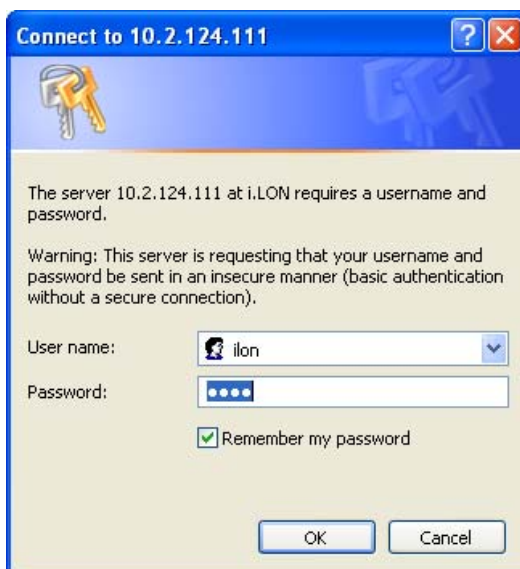 Connect to 10.2.124.111
The server 10.2.124.111 at i.LON requires a username and
password.
Warning: This server is requesting that your username and
password be sent in an insecure manner (basic authentication
without a secure connection).
User name:
ilon
Password:
••••
Remember my password
OK
Cancel